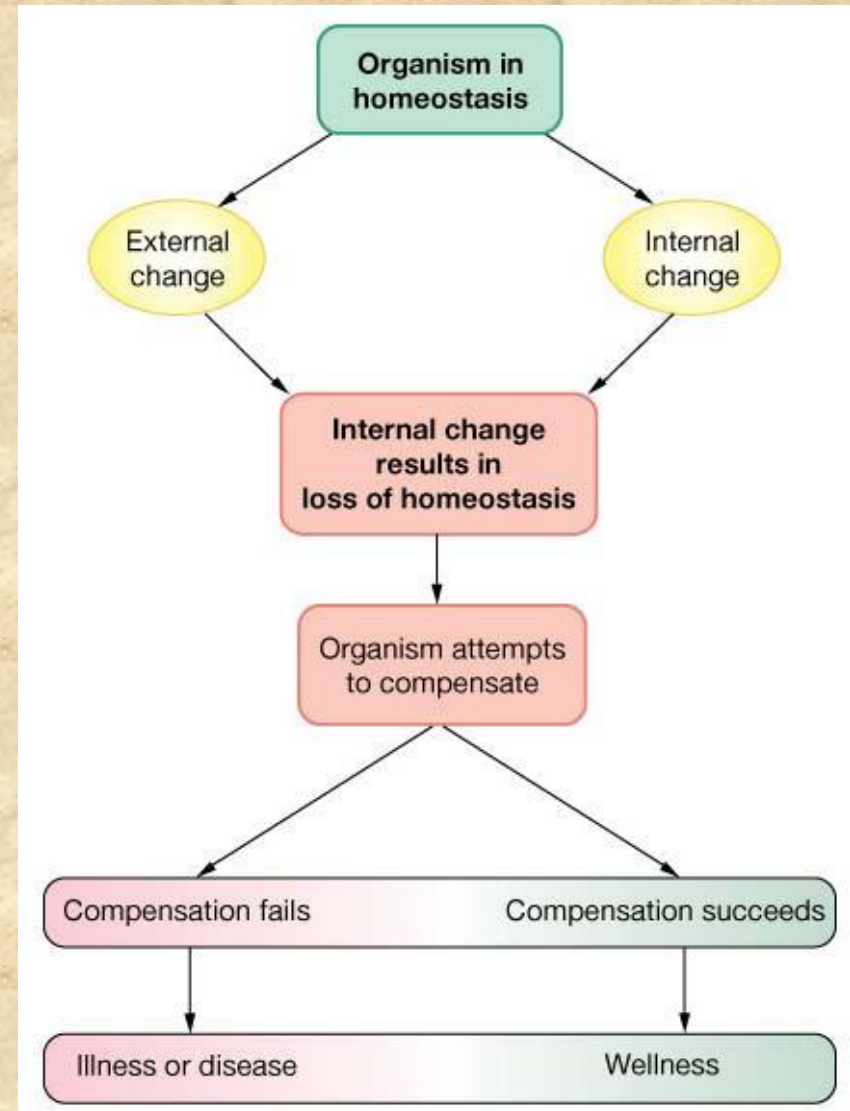 Organism in
homeostasis
External
change
Internal
change
Internal change
results in
loss of homeostasis
Organism attempts
to compensate
Compensation fails
Compensation succeeds
Illness or disease
Wellness